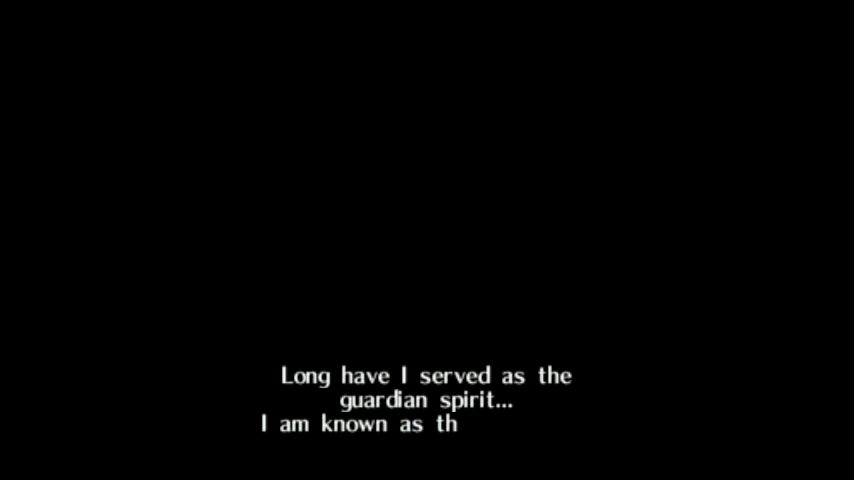 Long have I served as the
guardian spirit...
I am known as th